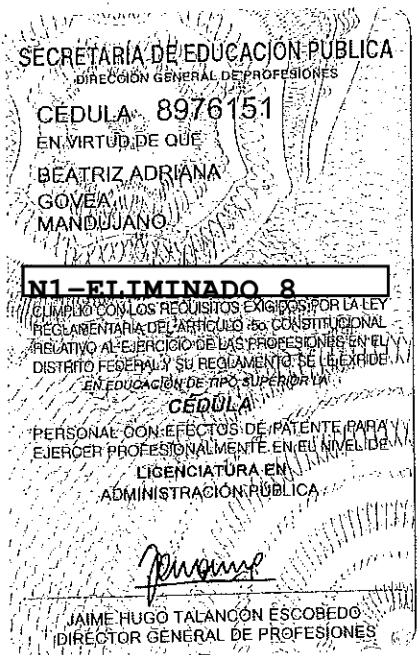 SECRETARÍA DE EDUCACIÓN PÚBLICA
DIRECCIÓN GENERAL DE PROFESIONES
CÉDULA 8976151
EN VIRTUD DE QUE
BEATRIZ ADRIANA
GOVEA
MANDUJANO
N1-ELIMINADO 8
CUMPLIÓ CON LOS REQUISITOS EXIGIDOS POR LA LEY
REGLAMENTARIA DEL ARTÍCULO 5o. CONSTITUCIONAL
RELATIVO AL EJERCICIO DE LAS PROFESIONES EN EL
DISTRITO FEDERAL Y SU REGLAMENTO SE LE EXPIDE
EN EDUCACIÓN DE TIPO SUPERIOR LA
CÉDULA
PERSONAL CON EFECTOS DE PATENTE PARA
EJERCER PROFESIONALMENTE EN EL NIVEL DE
LICENCIATURA EN
ADMINISTRACIÓN PÚBLICA
JAIME HUGO TALANCÓN ESCOBEDO
DIRECTOR GENERAL DE PROFESIONES